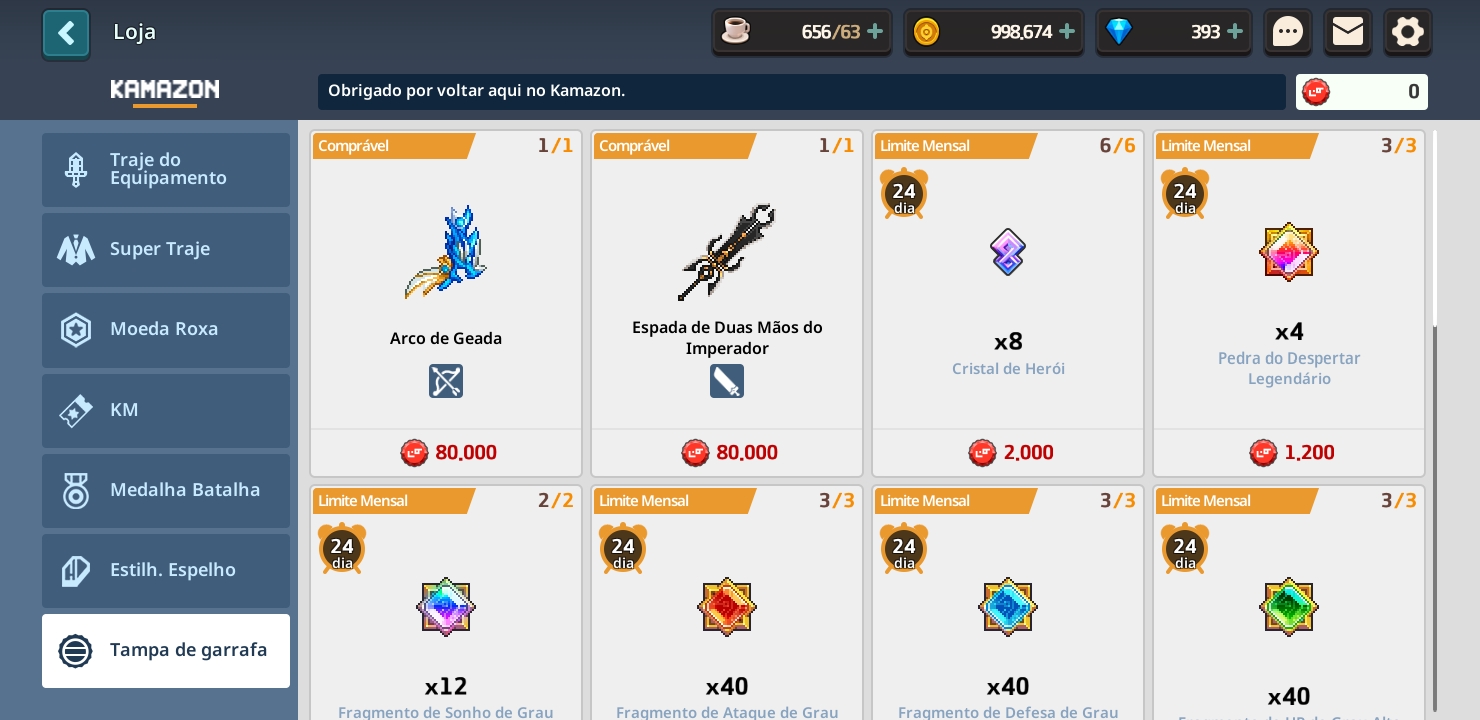 Loja
656/63
998,674
393
KAMAZON
Obrigado por voltar aqui no Kamazon.
0
Traje do
Equipamento
Super Traje
Moeda Roxa
KM
Medalha Batalha
Estilh. Espelho
Tampa de garrafa
Comprável 1/1
Arco de Geada
80,000
Comprável 1/1
Espada de Duas Mãos do
Imperador
80,000
Limite Mensal 6/6
24
dia
x8
Cristal de Herói
2,000
Limite Mensal 3/3
24
dia
x4
Pedra do Despertar
Legendário
1,200
Limite Mensal 2/2
24
dia
x12
Fragmento de Sonho de Grau
Limite Mensal 3/3
24
dia
x40
Fragmento de Ataque de Grau
Limite Mensal 3/3
24
dia
x40
Fragmento de Defesa de Grau
Limite Mensal 3/3
24
dia
x40
Fragmento de HP de Grau Alto